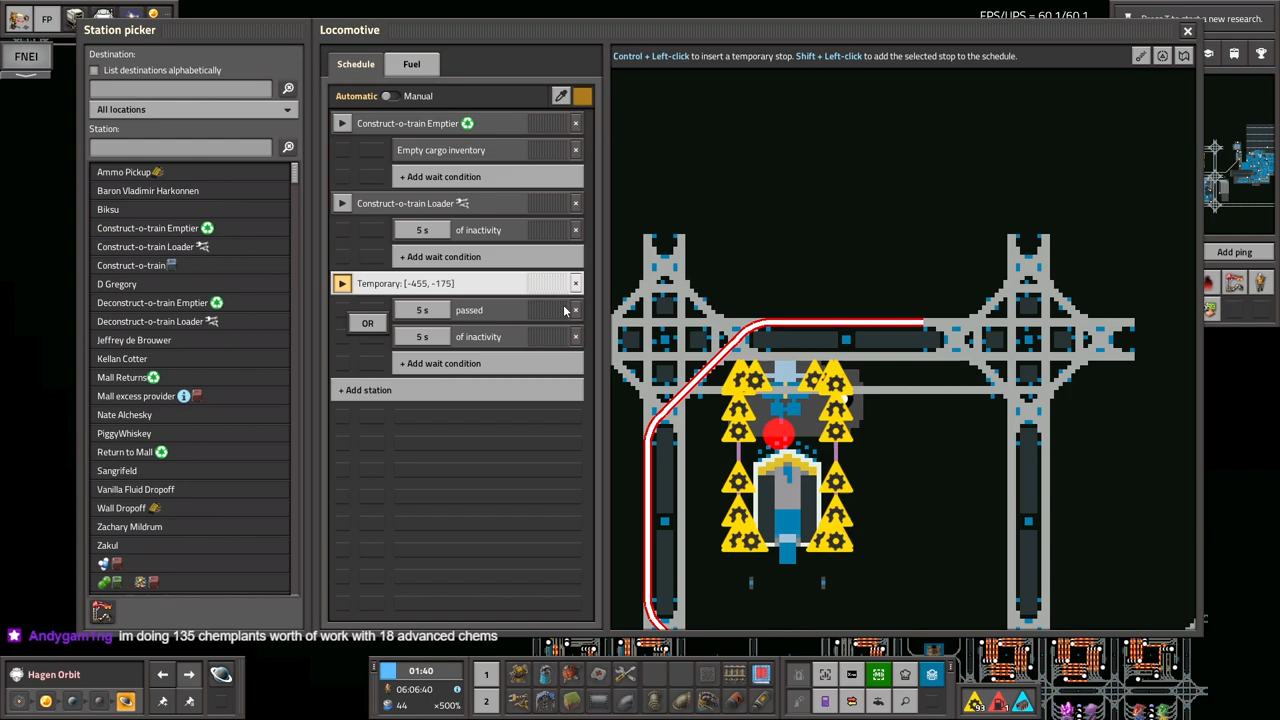 FP
FPS/UPS = 60.1/60.1
FNEI
Station picker
Destination:
List destinations alphabetically
All locations
Station:
Ammo Pickup
Baron Vladimir Harkonnen
Biksu
Construct-o-train Emptier
Construct-o-train Loader
Construct-o-train
D Gregory
Deconstruct-o-train Emptier
Deconstruct-o-train Loader
Jeffrey de Brouwer
Kellan Cotter
Mall Returns
Mall excess provider
Nate Alchesky
PiggyWhiskey
Return to Mall
Sangrifeld
Vanilla Fluid Dropoff
Wall Dropoff
Zachary Mildrum
Zakul
Locomotive
Schedule
Fuel
Automatic
Manual
Construct-o-train Emptier
Empty cargo inventory
+ Add wait condition
Construct-o-train Loader
5 s of inactivity
+ Add wait condition
Temporary: [-455, -175]
5 s passed
OR
5 s of inactivity
+ Add wait condition
+ Add station
Control + Left-click to insert a temporary stop. Shift + Left-click to add the selected stop to the schedule.
to start a new research.
Add ping
Andygam1ng im doing 135 chemplants worth of work with 18 advanced chems
Hagen Orbit
01:40
06:06:40
44 ×500%
1
2
93